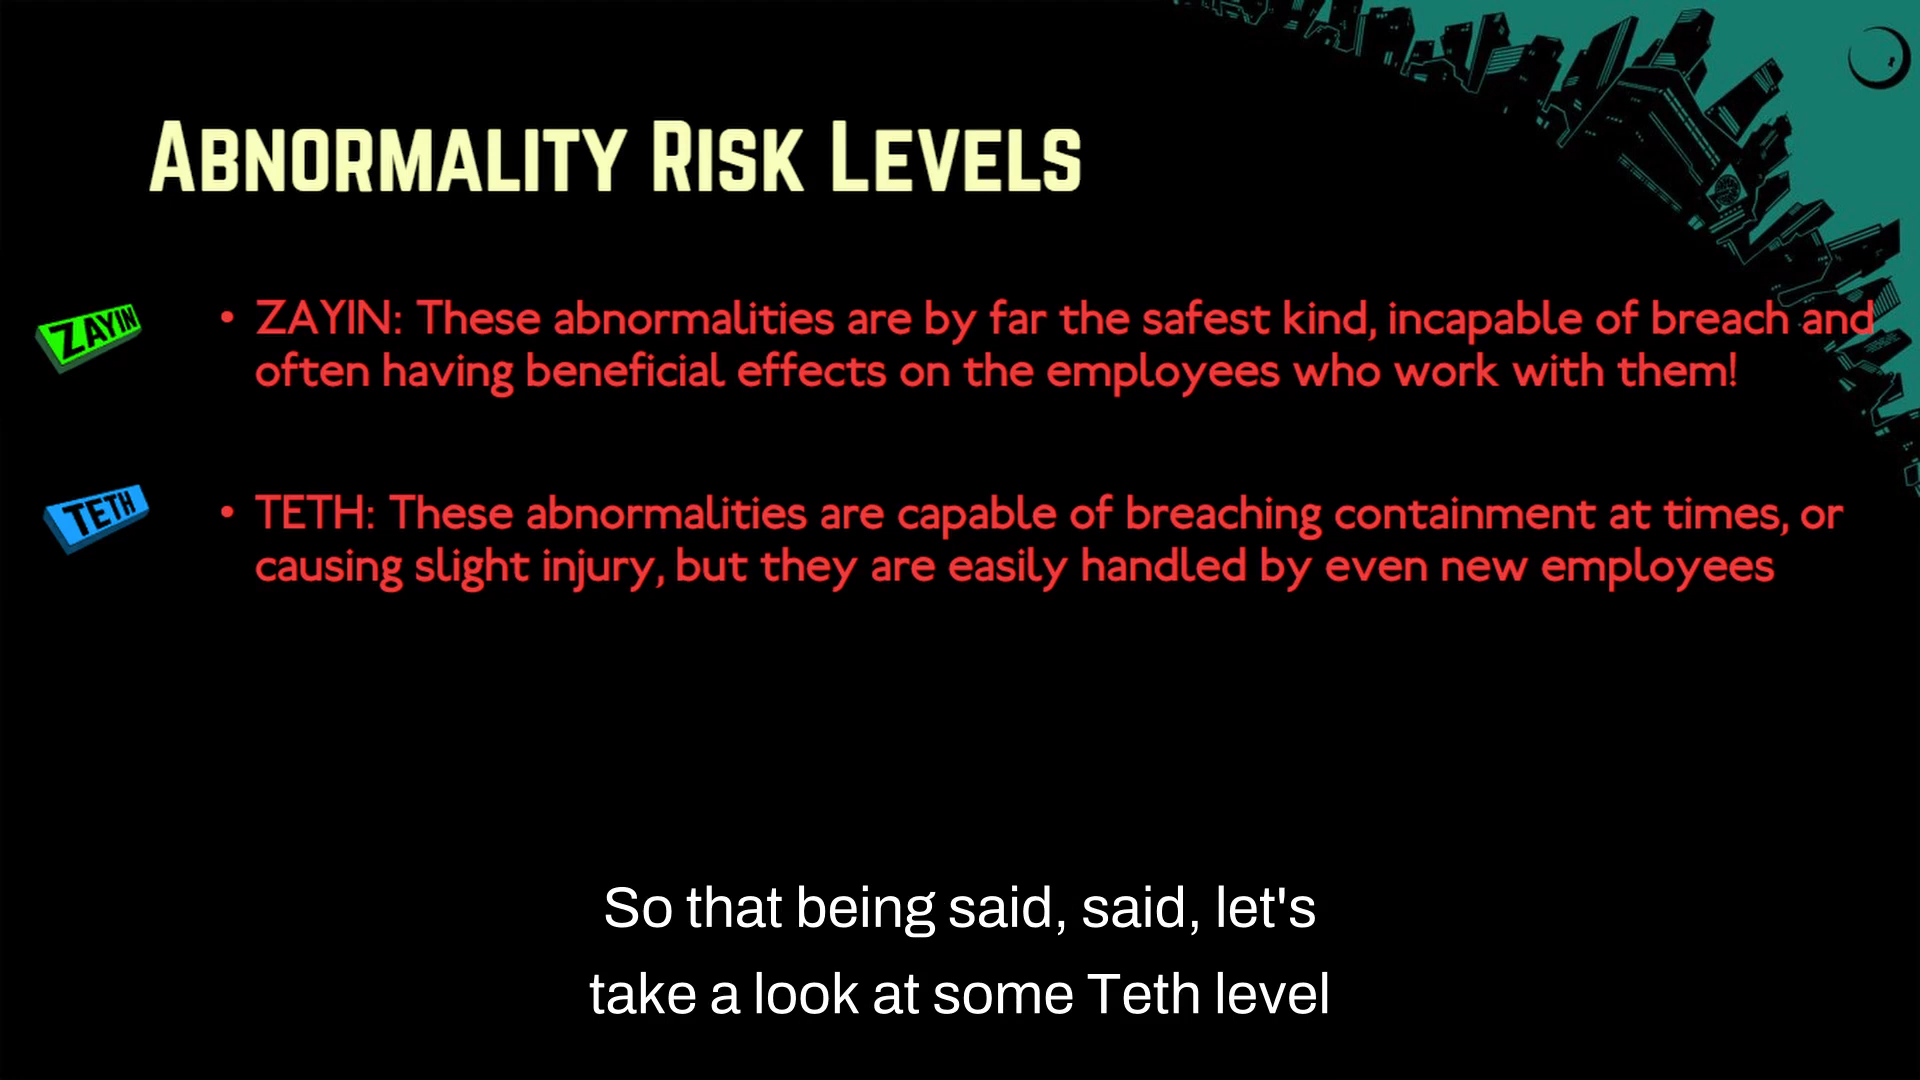 ABNORMALITY RISK LEVELS
ZAYIN
• ZAYIN: These abnormalities are by far the safest kind, incapable of breach and
often having beneficial effects on the employees who work with them!
TETH
• TETH: These abnormalities are capable of breaching containment at times, or
causing slight injury, but they are easily handled by even new employees
So that being said, said, let's
take a look at some Teth level